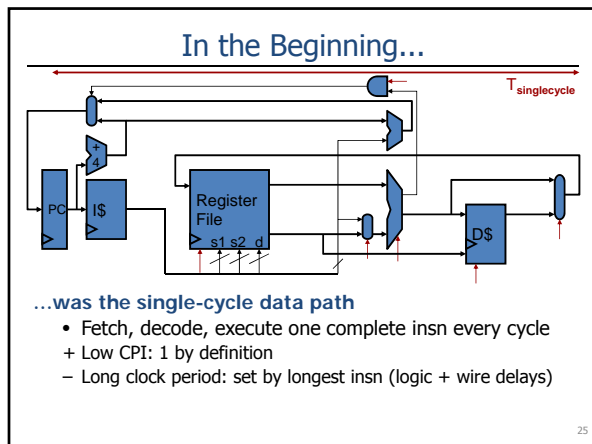 In the Beginning...
Tsinglecycle
+
4
PC
I$
Register
File
s1 s2 d
D$
...was the single-cycle data path
• Fetch, decode, execute one complete insn every cycle
+ Low CPI: 1 by definition
– Long clock period: set by longest insn (logic + wire delays)
25